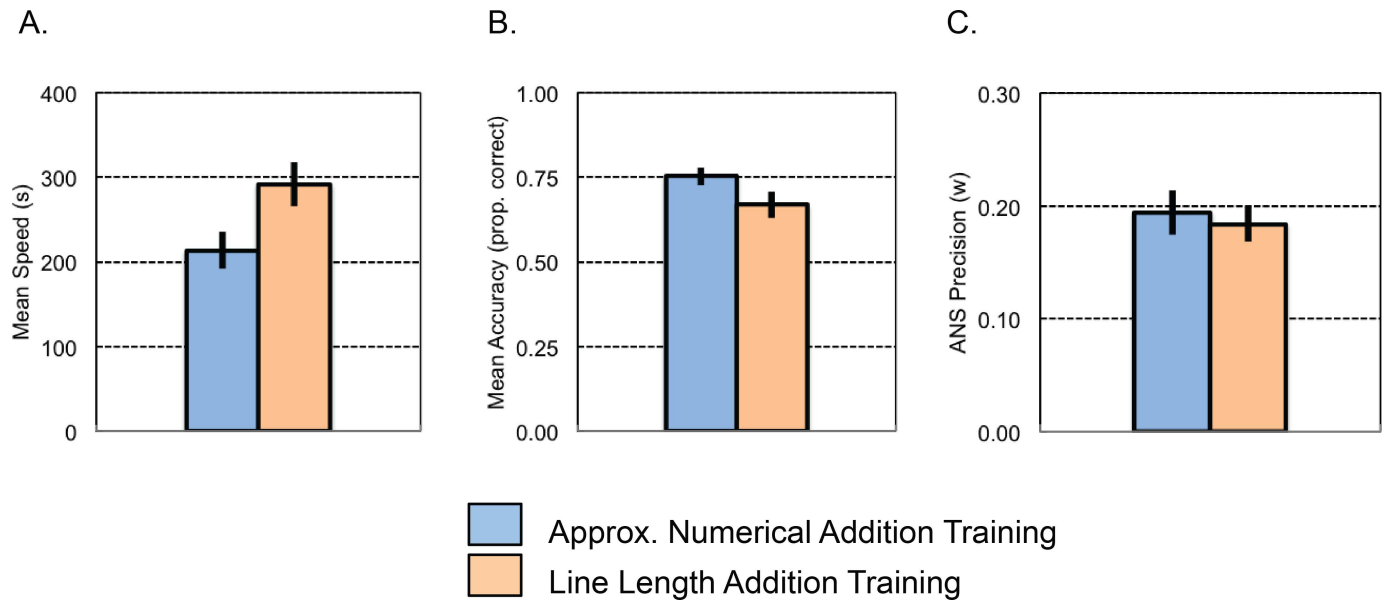 A.
Mean Speed (s)
400
300
200
100
0
B.
Mean Accuracy (prop. correct)
1.00
0.75
0.50
0.25
0.00
C.
ANS Precision (w)
0.30
0.20
0.10
0.00
Approx. Numerical Addition Training
Line Length Addition Training